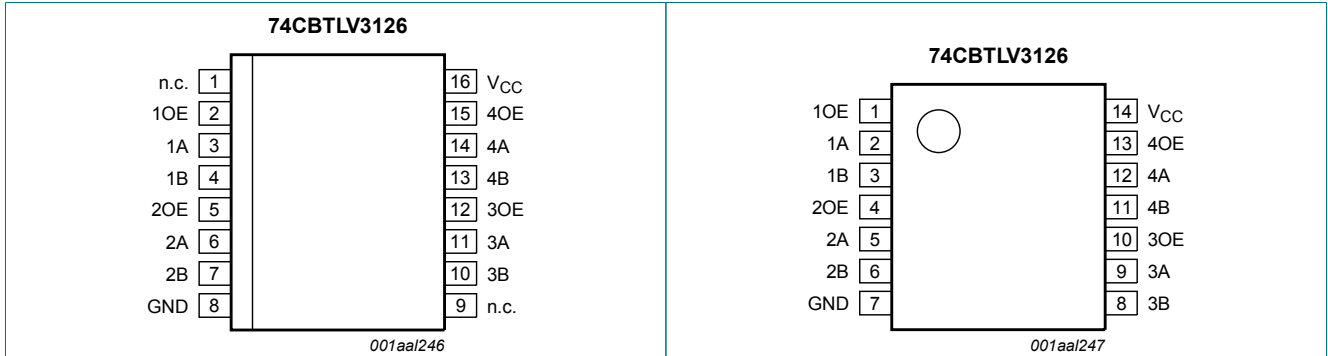 74CBTLV3126
n.c. 1 16 VCC
1OE 2 15 4OE
1A 3 14 4A
1B 4 13 4B
2OE 5 12 3OE
2A 6 11 3A
2B 7 10 3B
GND 8 9 n.c.
001aal246
74CBTLV3126
1OE 1 14 VCC
1A 2 13 4OE
1B 3 12 4A
2OE 4 11 4B
2A 5 10 3OE
2B 6 9 3A
GND 7 8 3B
001aal247